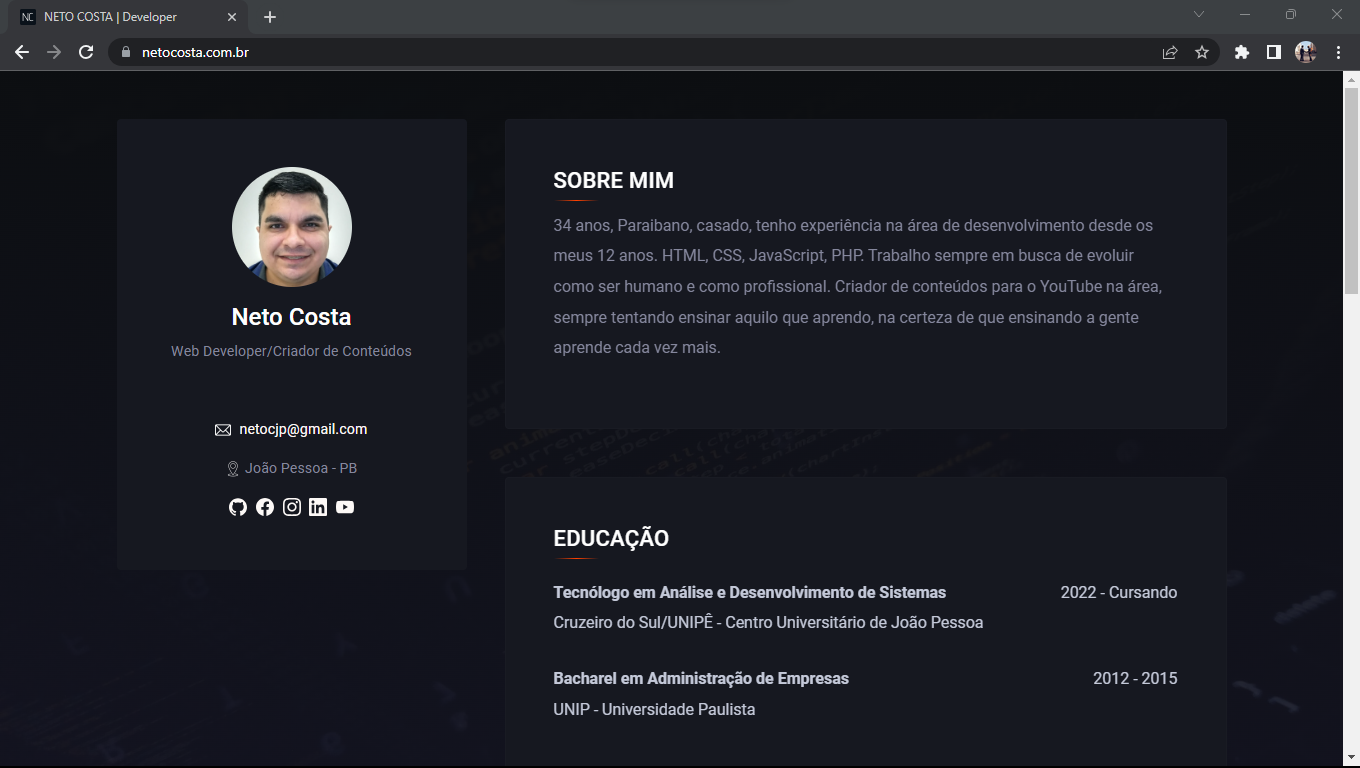 NC NETO COSTA | Developer
netocosta.com.br
Neto Costa
Web Developer/Criador de Conteúdos
netocjp@gmail.com
João Pessoa - PB
SOBRE MIM
34 anos, Paraibano, casado, tenho experiência na área de desenvolvimento desde os
meus 12 anos. HTML, CSS, JavaScript, PHP. Trabalho sempre em busca de evoluir
como ser humano e como profissional. Criador de conteúdos para o YouTube na área,
sempre tentando ensinar aquilo que aprendo, na certeza de que ensinando a gente
aprende cada vez mais.
EDUCAÇÃO
Tecnólogo em Análise e Desenvolvimento de Sistemas 2022 - Cursando
Cruzeiro do Sul/UNIPÊ - Centro Universitário de João Pessoa
Bacharel em Administração de Empresas 2012 - 2015
UNIP - Universidade Paulista